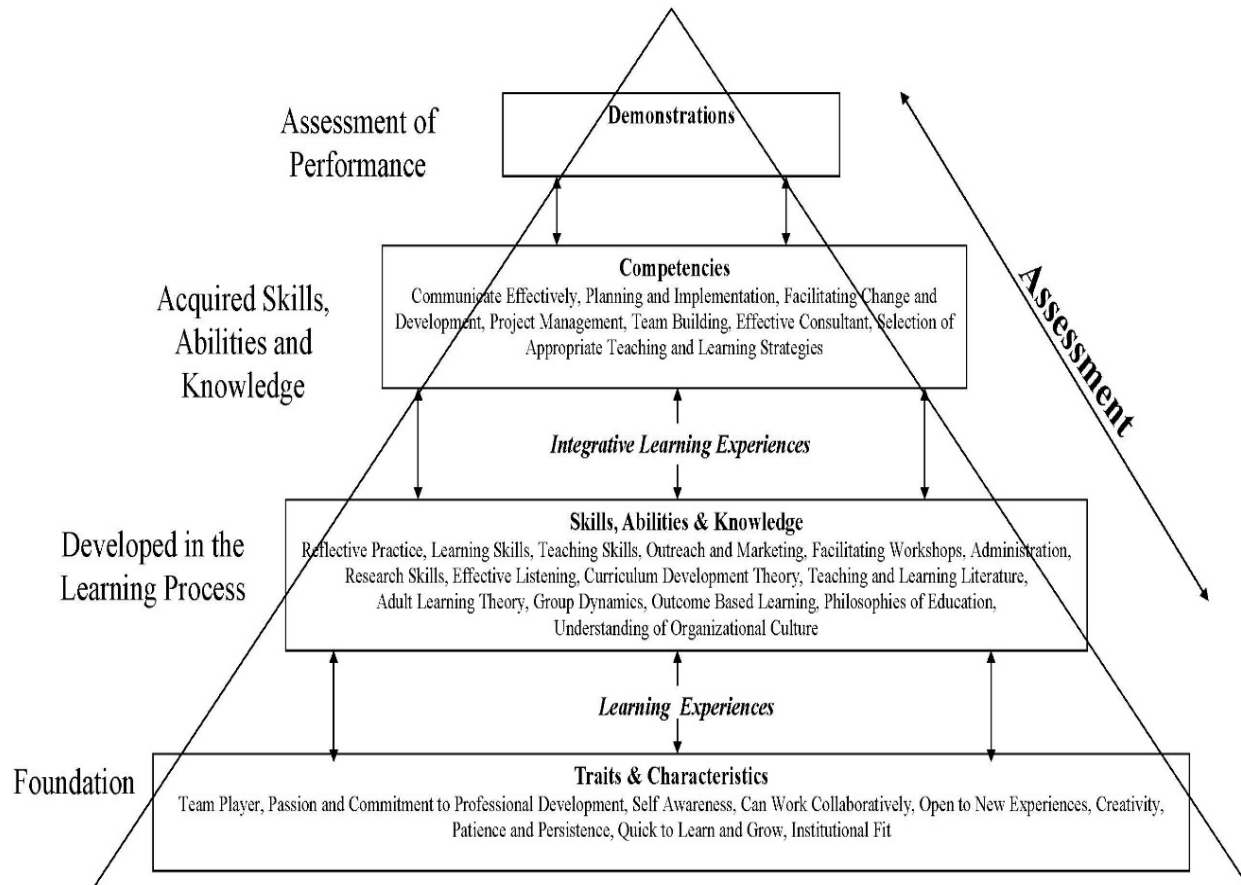 Assessment of
Performance
Demonstrations
Acquired Skills,
Abilities and
Knowledge
Competencies
Communicate Effectively, Planning and Implementation, Facilitating Change and
Development, Project Management, Team Building, Effective Consultant, Selection of
Appropriate Teaching and Learning Strategies
Assessment
Integrative Learning Experiences
Developed in the
Learning Process
Skills, Abilities & Knowledge
Reflective Practice, Learning Skills, Teaching Skills, Outreach and Marketing, Facilitating Workshops, Administration,
Research Skills, Effective Listening, Curriculum Development Theory, Teaching and Learning Literature,
Adult Learning Theory, Group Dynamics, Outcome Based Learning, Philosophies of Education,
Understanding of Organizational Culture
Learning Experiences
Foundation
Traits & Characteristics
Team Player, Passion and Commitment to Professional Development, Self Awareness, Can Work Collaboratively, Open to New Experiences, Creativity,
Patience and Persistence, Quick to Learn and Grow, Institutional Fit